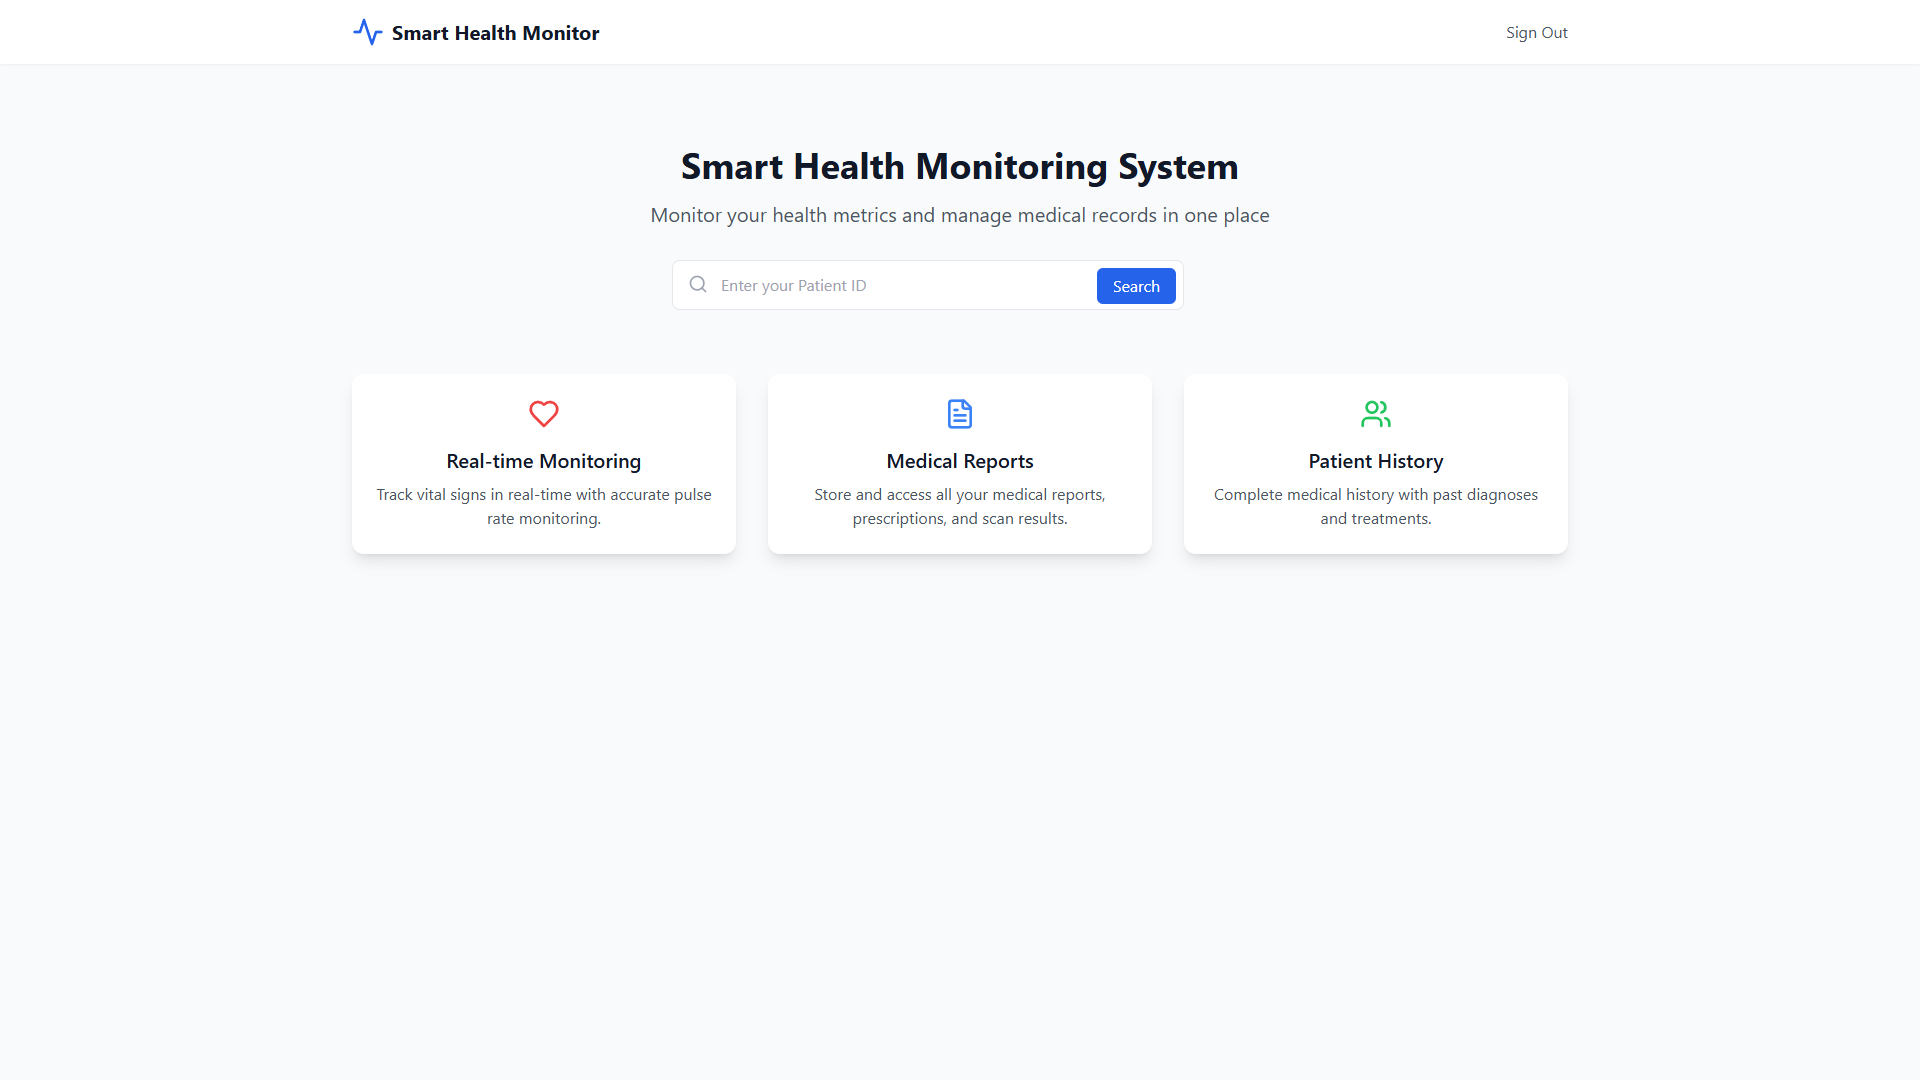 Smart Health Monitor
Sign Out
Smart Health Monitoring System
Monitor your health metrics and manage medical records in one place
Enter your Patient ID
Search
Real-time Monitoring
Track vital signs in real-time with accurate pulse
rate monitoring.
Medical Reports
Store and access all your medical reports,
prescriptions, and scan results.
Patient History
Complete medical history with past diagnoses
and treatments.